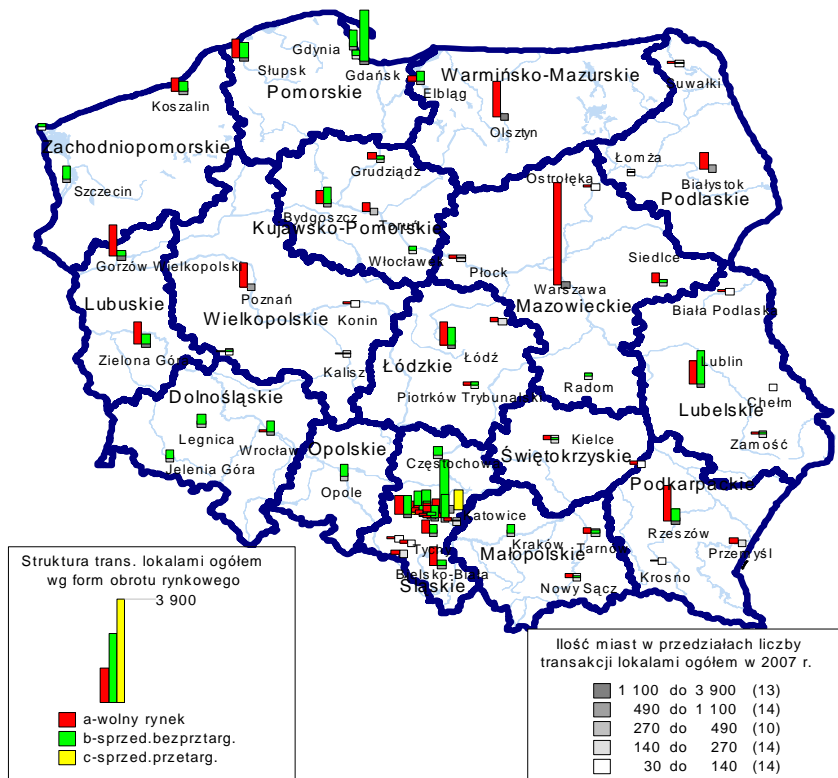 Gdynia
Słupsk
Gdańsk
Pomorskie
Warmińsko-Mazurskie
Suwałki
Elbląg
Koszalin
Olsztyn
Zachodniopomorskie
Szczecin
Grudziądz
Łomża
Białystok
Podlaskie
Ostrołęka
Bydgoszcz
Toruń
Kujawsko-Pomorskie
Włocławek
Płock
Siedlce
Gorzów Wielkopolski
Poznań
Warszawa
Mazowieckie
Biała Podlaska
Lubuskie
Wielkopolskie
Konin
Zielona Góra
Kalisz
Łódź
Łódzkie
Lublin
Piotrków Trybunalski
Radom
Chełm
Lubelskie
Dolnośląskie
Legnica
Wrocław
Jelenia Góra
Opolskie
Opole
Częstochowa
Kielce
Świętokrzyskie
Zamość
Podkarpackie
Katowice
Rzeszów
Tychy
Kraków
Tarnów
Małopolskie
Przemyśl
Krosno
Bielsko-Biała
Śląskie
Nowy Sącz
Struktura trans. lokalami ogółem
wg form obrotu rynkowego
3 900
a-wolny rynek
b-sprzed.bezprztarg.
c-sprzed.przetarg.
Ilość miast w przedziałach liczby
transakcji lokalami ogółem w 2007 r.
1 100 do 3 900 (13)
490 do 1 100 (14)
270 do 490 (10)
140 do 270 (14)
30 do 140 (14)